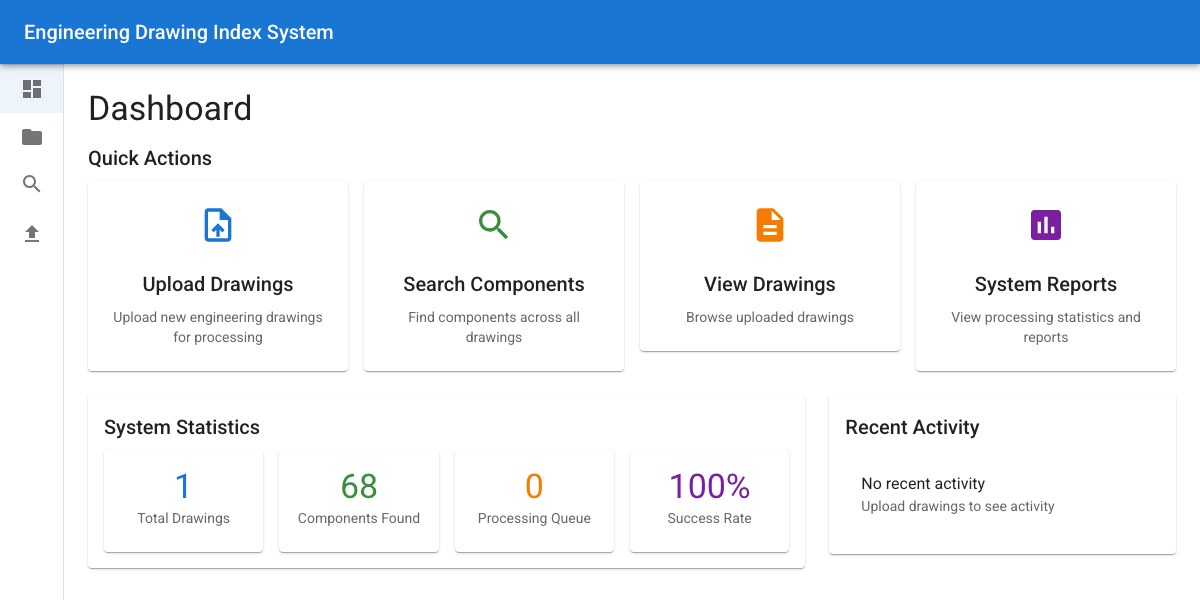 Engineering Drawing Index System
Dashboard
Quick Actions
Upload Drawings
Upload new engineering drawings
for processing
Search Components
Find components across all
drawings
View Drawings
Browse uploaded drawings
System Reports
View processing statistics and
reports
System Statistics
1
Total Drawings
68
Components Found
0
Processing Queue
100%
Success Rate
Recent Activity
No recent activity
Upload drawings to see activity